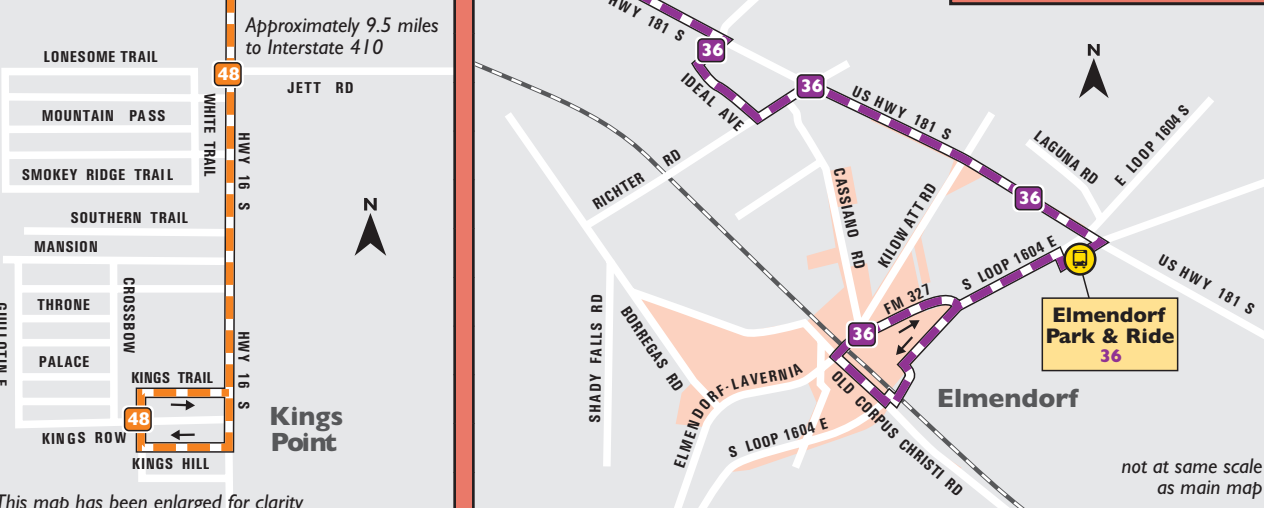 Approximately 9.5 miles
to Interstate 410
LONESOME TRAIL
48
JETT RD
MOUNTAIN PASS
WHITE TRAIL
HWY 16 S
SMOKEY RIDGE TRAIL
N
SOUTHERN TRAIL
MANSION
CROSSBOW
THRONE
PALACE
HWY 16 S
KINGS TRAIL
48
Kings
Point
KINGS ROW
KINGS HILL
This map has been enlarged for clarity
HWY 181 S
36
IDEAL AVE
36
US HWY 181 S
N
LAGUNA RD
E LOOP 1604 S
RICHTER RD
CASSIANO RD
KILOWATT RD
36
S LOOP 1604 E
US HWY 181 S
FM 327
36
Elmendorf
Park & Ride
36
SHADY FALLS RD
BORREGAS RD
ELMENDORF-LAVERNIA
OLD CORPUS CHRISTI RD
Elmendorf
S LOOP 1604 E
not at same scale
as main map